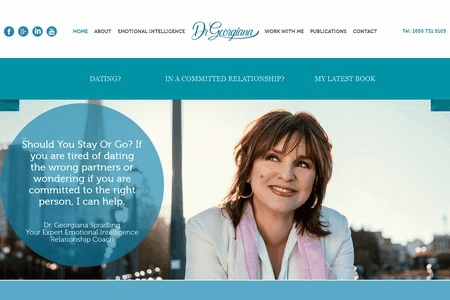 HOME ABOUT EMOTIONAL INTELLIGENCE Dr Georgiana WORK WITH ME PUBLICATIONS CONTACT Tel: 1650 731 5105
DATING? IN A COMMITTED RELATIONSHIP? MY LATEST BOOK
Should You Stay Or Go? If
you are tired of dating
the wrong partners or
wondering if you are
committed to the right
person, I can help.
Dr. Georgiana Spradling
Your Expert Emotional Intelligence
Relationship Coach